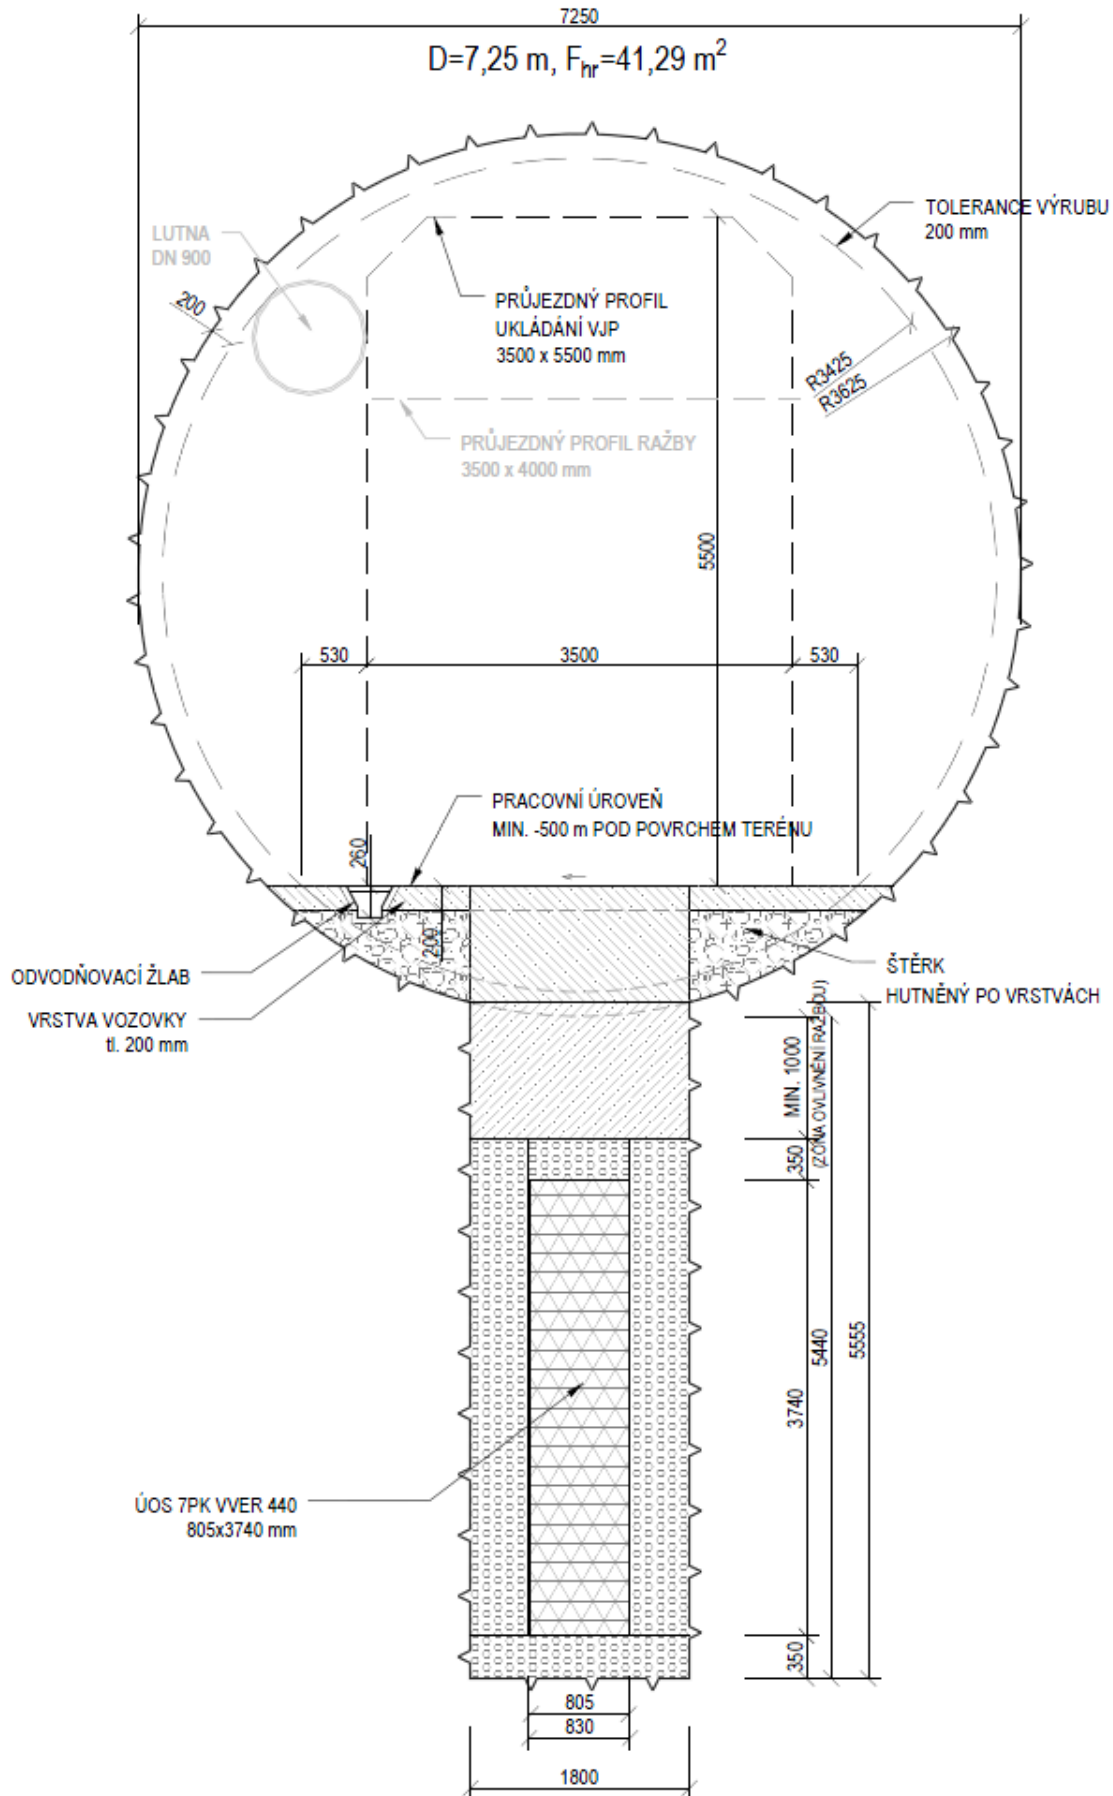 7250
D=7,25 m, Fhr=41,29 m²
TOLERANCE VÝRUBU
200 mm
LUTNA
DN 900
200
PRŮJEZDNÝ PROFIL
UKLÁDÁNÍ VJP
3500 x 5500 mm
R3425
R3625
PRŮJEZDNÝ PROFIL RAŽBY
3500 x 4000 mm
5500
530
3500
530
PRACOVNÍ ÚROVEŇ
MIN. -500 m POD POVRCHEM TERÉNU
260
200
ODVODŇOVACÍ ŽLAB
VRSTVA VOZOVKY
tl. 200 mm
ŠTĚRK
HUTNĚNÝ PO VRSTVÁCH
MIN. 1000
(ZÓNA OVLIVNĚNÍ RAŽBOU)
350
3740
5440
5555
350
ÚOS 7PK VVER 440
805x3740 mm
805
830
1800